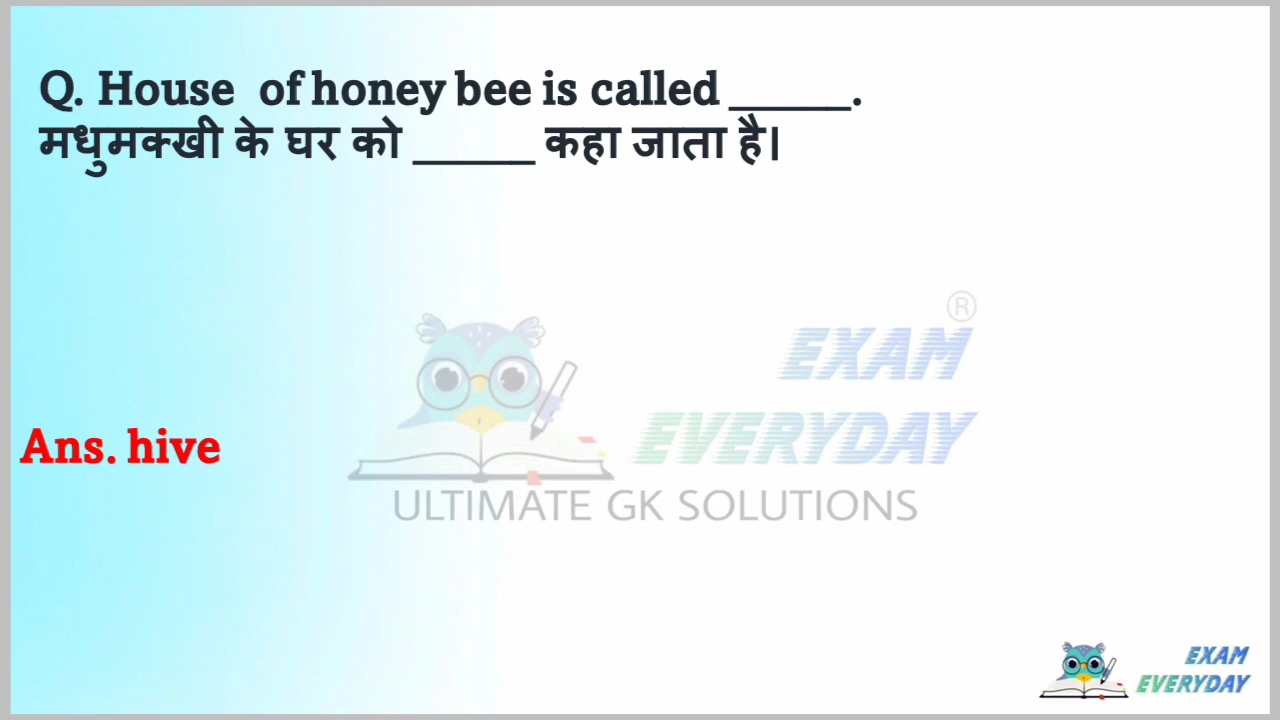 Q. House of honey bee is called ______.
मधुमक्खी के घर को ______ कहा जाता है।
®
EXAM
EVERYDAY
Ans. hive
ULTIMATE GK SOLUTIONS
EXAM
EVERYDAY